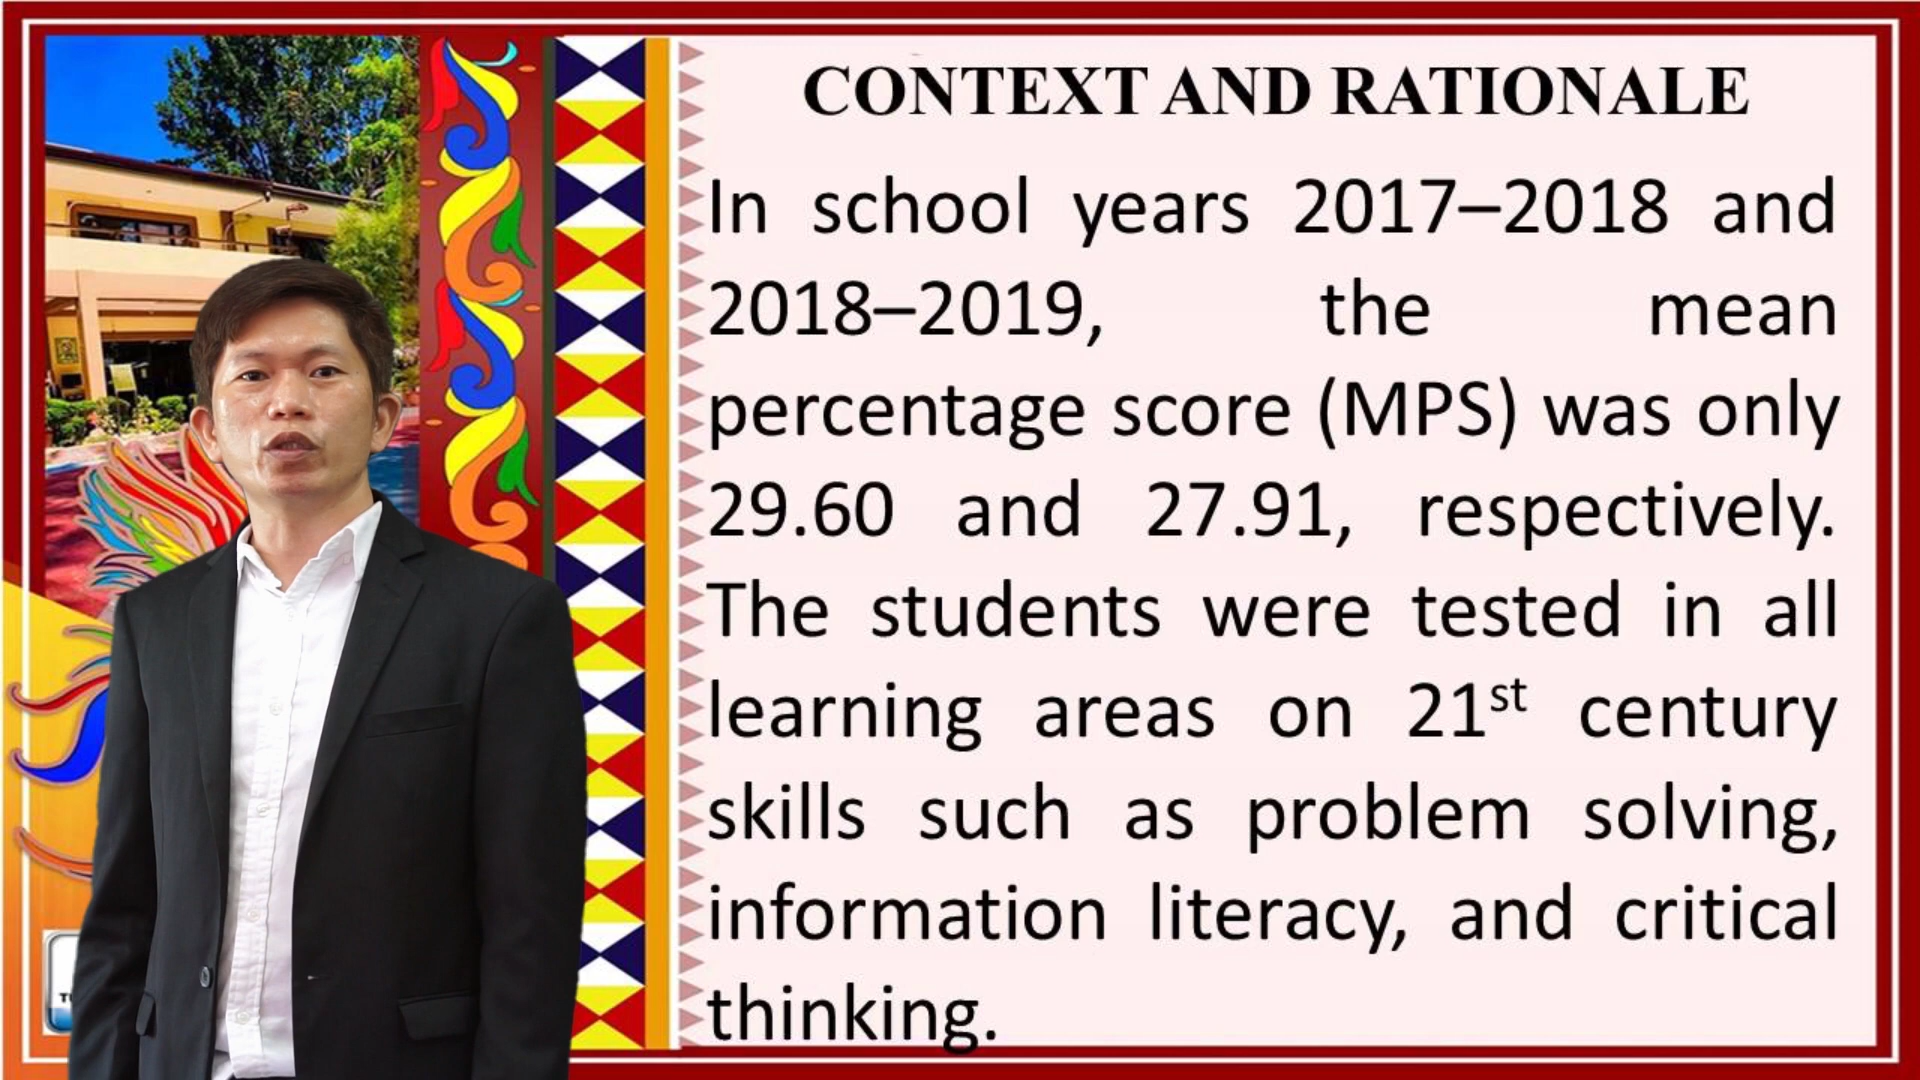 CONTEXT AND RATIONALE
In school years 2017–2018 and
2018–2019, the mean
percentage score (MPS) was only
29.60 and 27.91, respectively.
The students were tested in all
learning areas on 21st century
skills such as problem solving,
information literacy, and critical
thinking.